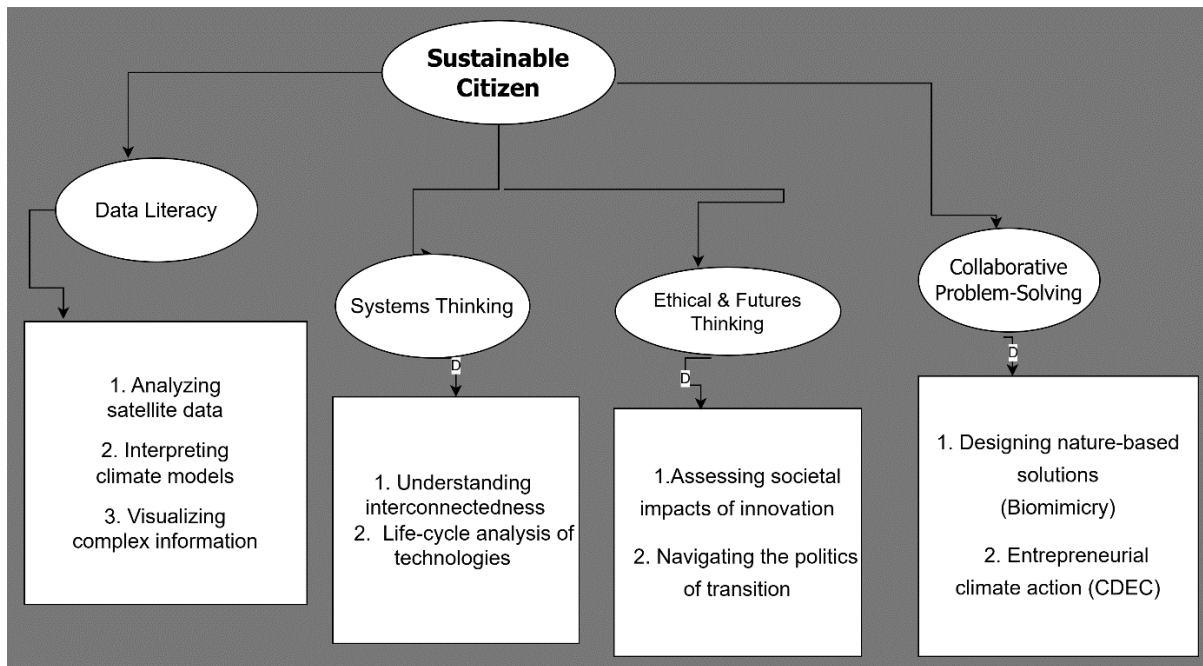 Sustainable
Citizen
Data Literacy
Systems Thinking
Ethical & Futures
Thinking
Collaborative
Problem-Solving
D
D
D
1. Analyzing
satellite data
2. Interpreting
climate models
3. Visualizing
complex information
1. Understanding
interconnectedness
2. Life-cycle analysis of
technologies
1.Assessing societal
impacts of innovation
2. Navigating the politics
of transition
1. Designing nature-based
solutions
(Biomimicry)
2. Entrepreneurial
climate action (CDEC)